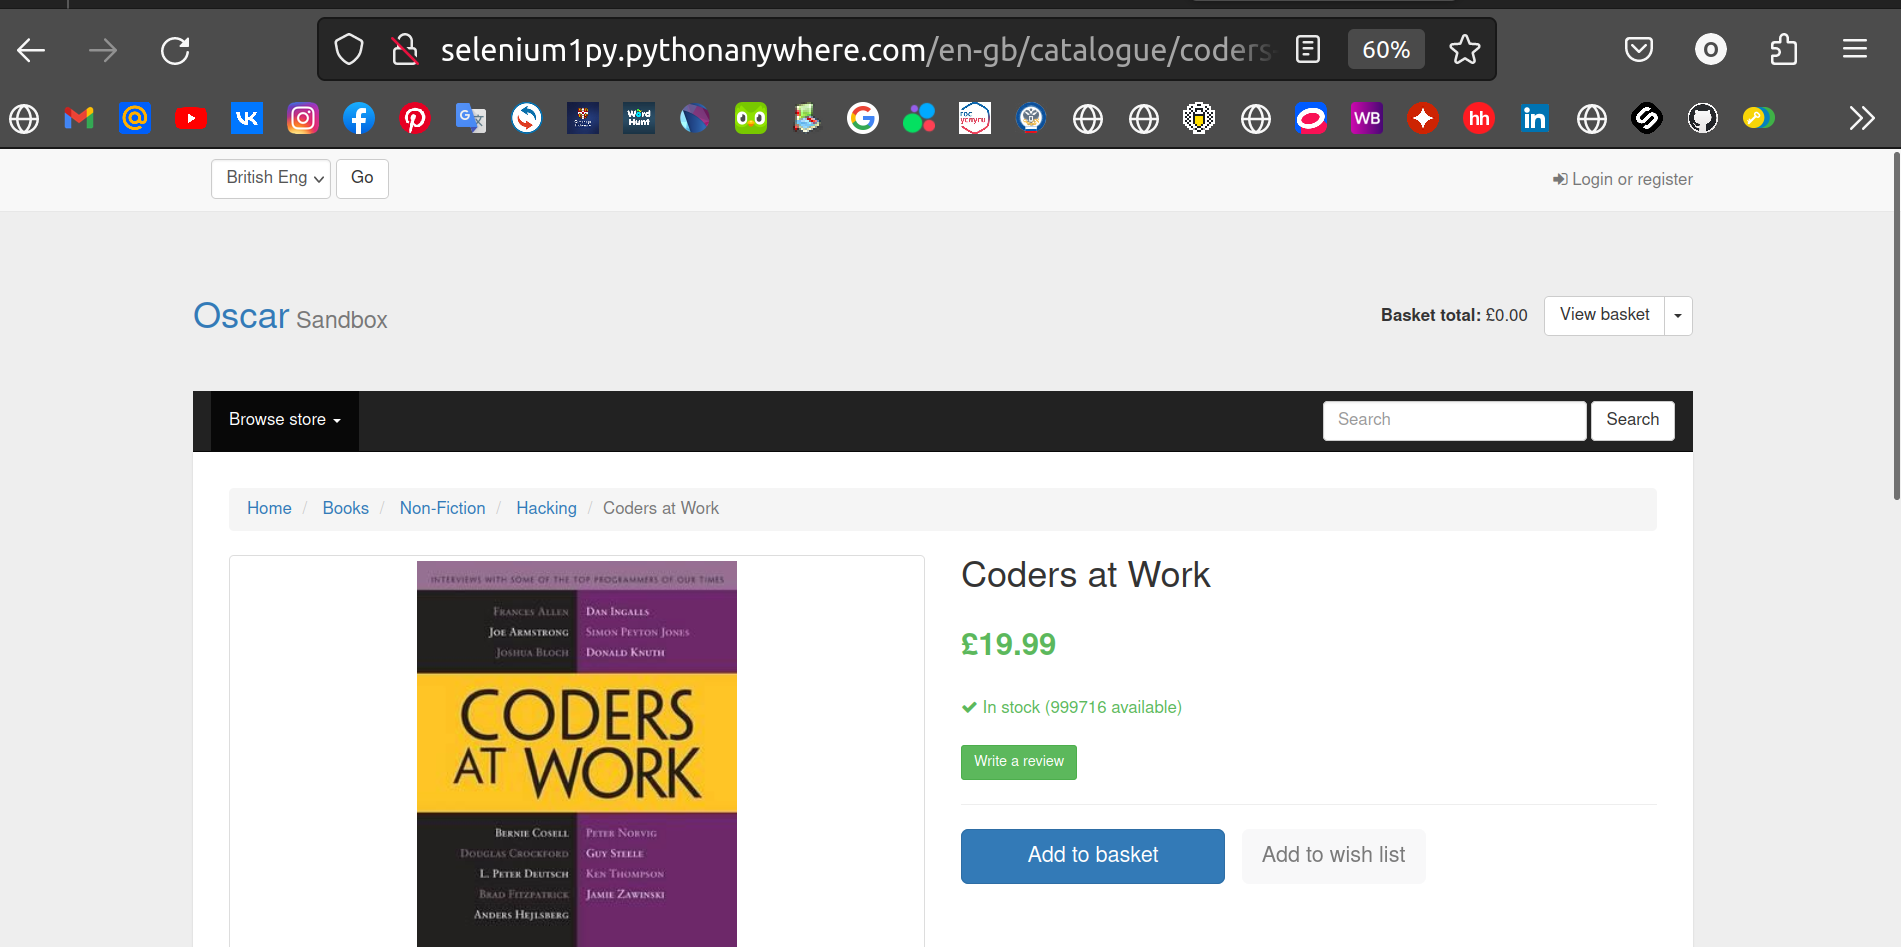 selenium1py.pythonanywhere.com/en-gb/catalogue/coders-
60%
O
WB
hh
in
Word
Hunt
British Eng
Go
Login or register
Oscar Sandbox
Basket total: £0.00
View basket
Browse store
Search
Search
Home / Books / Non-Fiction / Hacking / Coders at Work
INTERVIEWS WITH SOME OF THE TOP PROGRAMMERS OF OUR TIMES
FRANCES ALLEN
JOE ARMSTRONG
JOSHUA BLOCH
DAN INGALLS
SIMON PEYTON JONES
DONALD KNUTH
CODERS
AT WORK
BERNIE COSELL
DOUGLAS CROCKFORD
L. PETER DEUTSCH
BRAD FITZPATRICK
ANDERS HEJLSBERG
PETER NORVIG
GUY STEELE
KEN THOMPSON
JAMIE ZAWINSKI
Coders at Work
£19.99
In stock (999716 available)
Write a review
Add to basket
Add to wish list